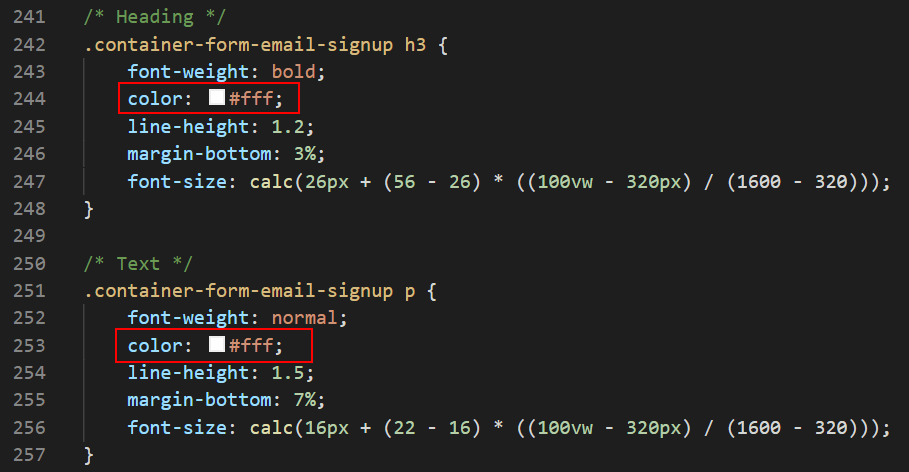 241 /* Heading */
242 .container-form-email-signup h3 {
243 font-weight: bold;
244 color: #fff;
245 line-height: 1.2;
246 margin-bottom: 3%;
247 font-size: calc(26px + (56 - 26) * ((100vw - 320px) / (1600 - 320)));
248 }
249
250 /* Text */
251 .container-form-email-signup p {
252 font-weight: normal;
253 color: #fff;
254 line-height: 1.5;
255 margin-bottom: 7%;
256 font-size: calc(16px + (22 - 16) * ((100vw - 320px) / (1600 - 320)));
257 }